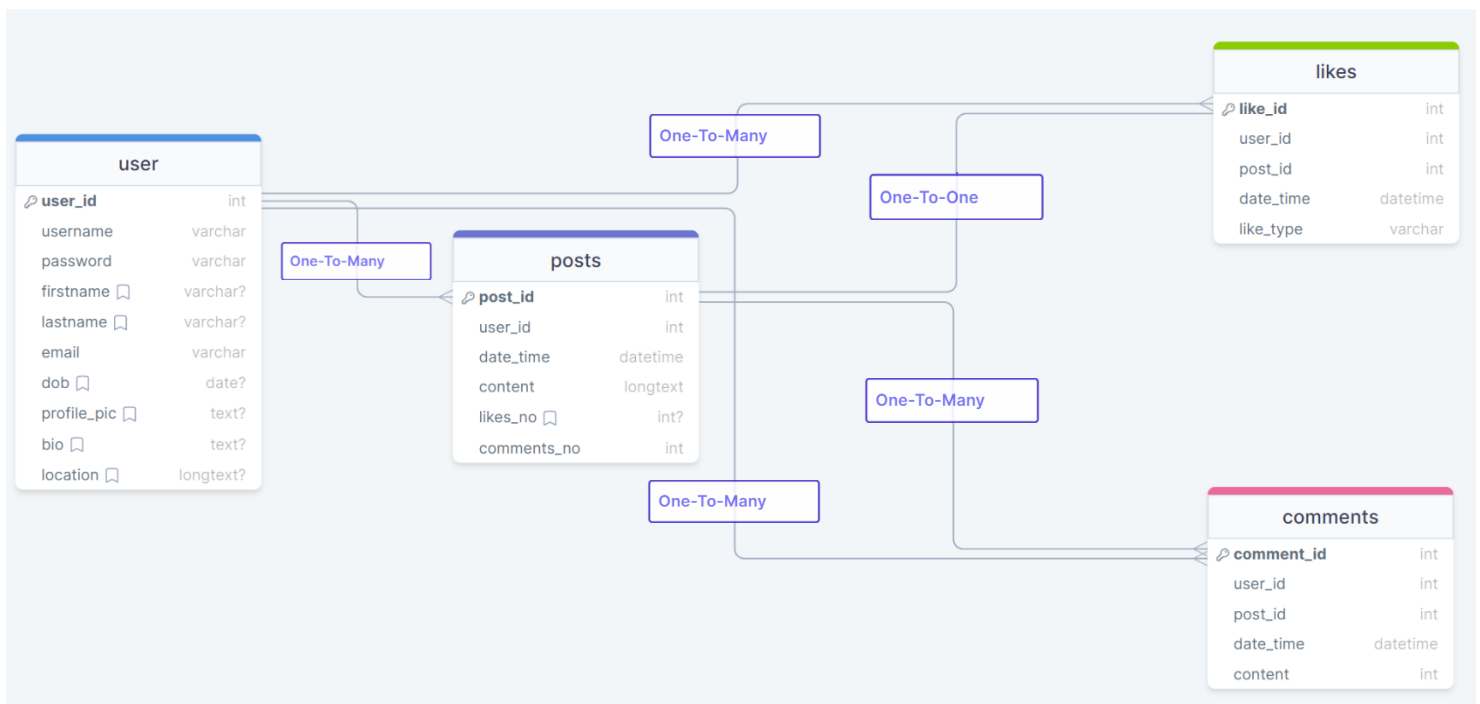 user
user_id int
username varchar
password varchar
firstname varchar?
lastname varchar?
email varchar
dob date?
profile_pic text?
bio text?
location longtext?
One-To-Many
posts
post_id int
user_id int
date_time datetime
content longtext
likes_no int?
comments_no int
One-To-Many
One-To-One
One-To-Many
One-To-Many
likes
like_id int
user_id int
post_id int
date_time datetime
like_type varchar
comments
comment_id int
user_id int
post_id int
date_time datetime
content int